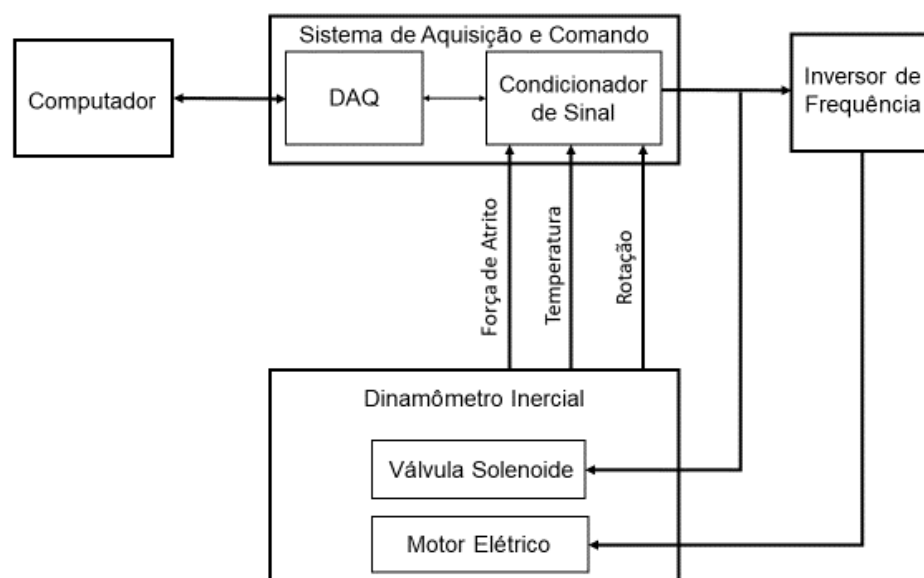 Sistema de Aquisição e Comando
Computador
DAQ
Condicionador
de Sinal
Inversor de
Frequência
Força de Atrito
Temperatura
Rotação
Dinamômetro Inercial
Válvula Solenoide
Motor Elétrico